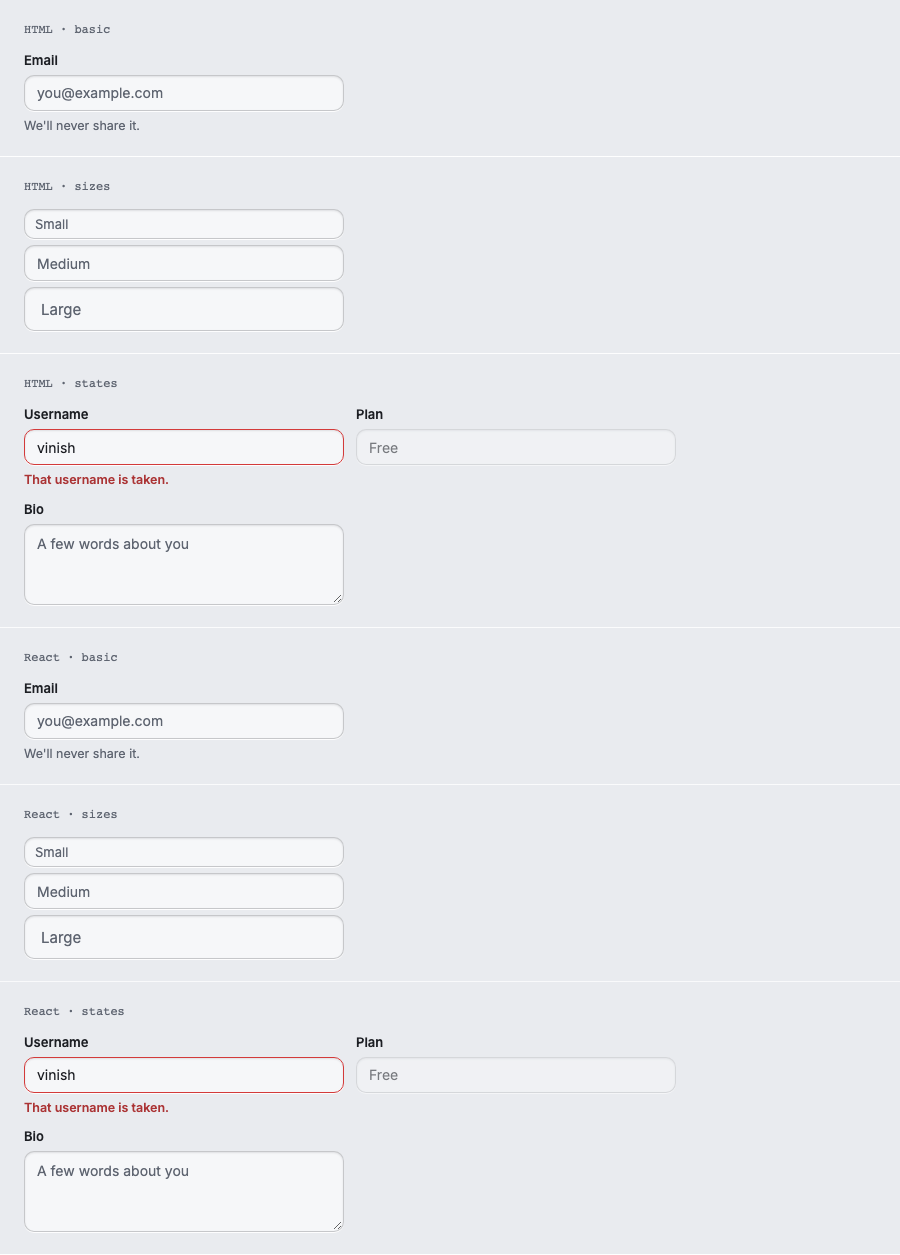 HTML · basic
Email
you@example.com
We'll never share it.
HTML · sizes
Small
Medium
Large
HTML · states
Username
Plan
vinish
Free
That username is taken.
Bio
A few words about you
React · basic
Email
you@example.com
We'll never share it.
React · sizes
Small
Medium
Large
React · states
Username
Plan
vinish
Free
That username is taken.
Bio
A few words about you